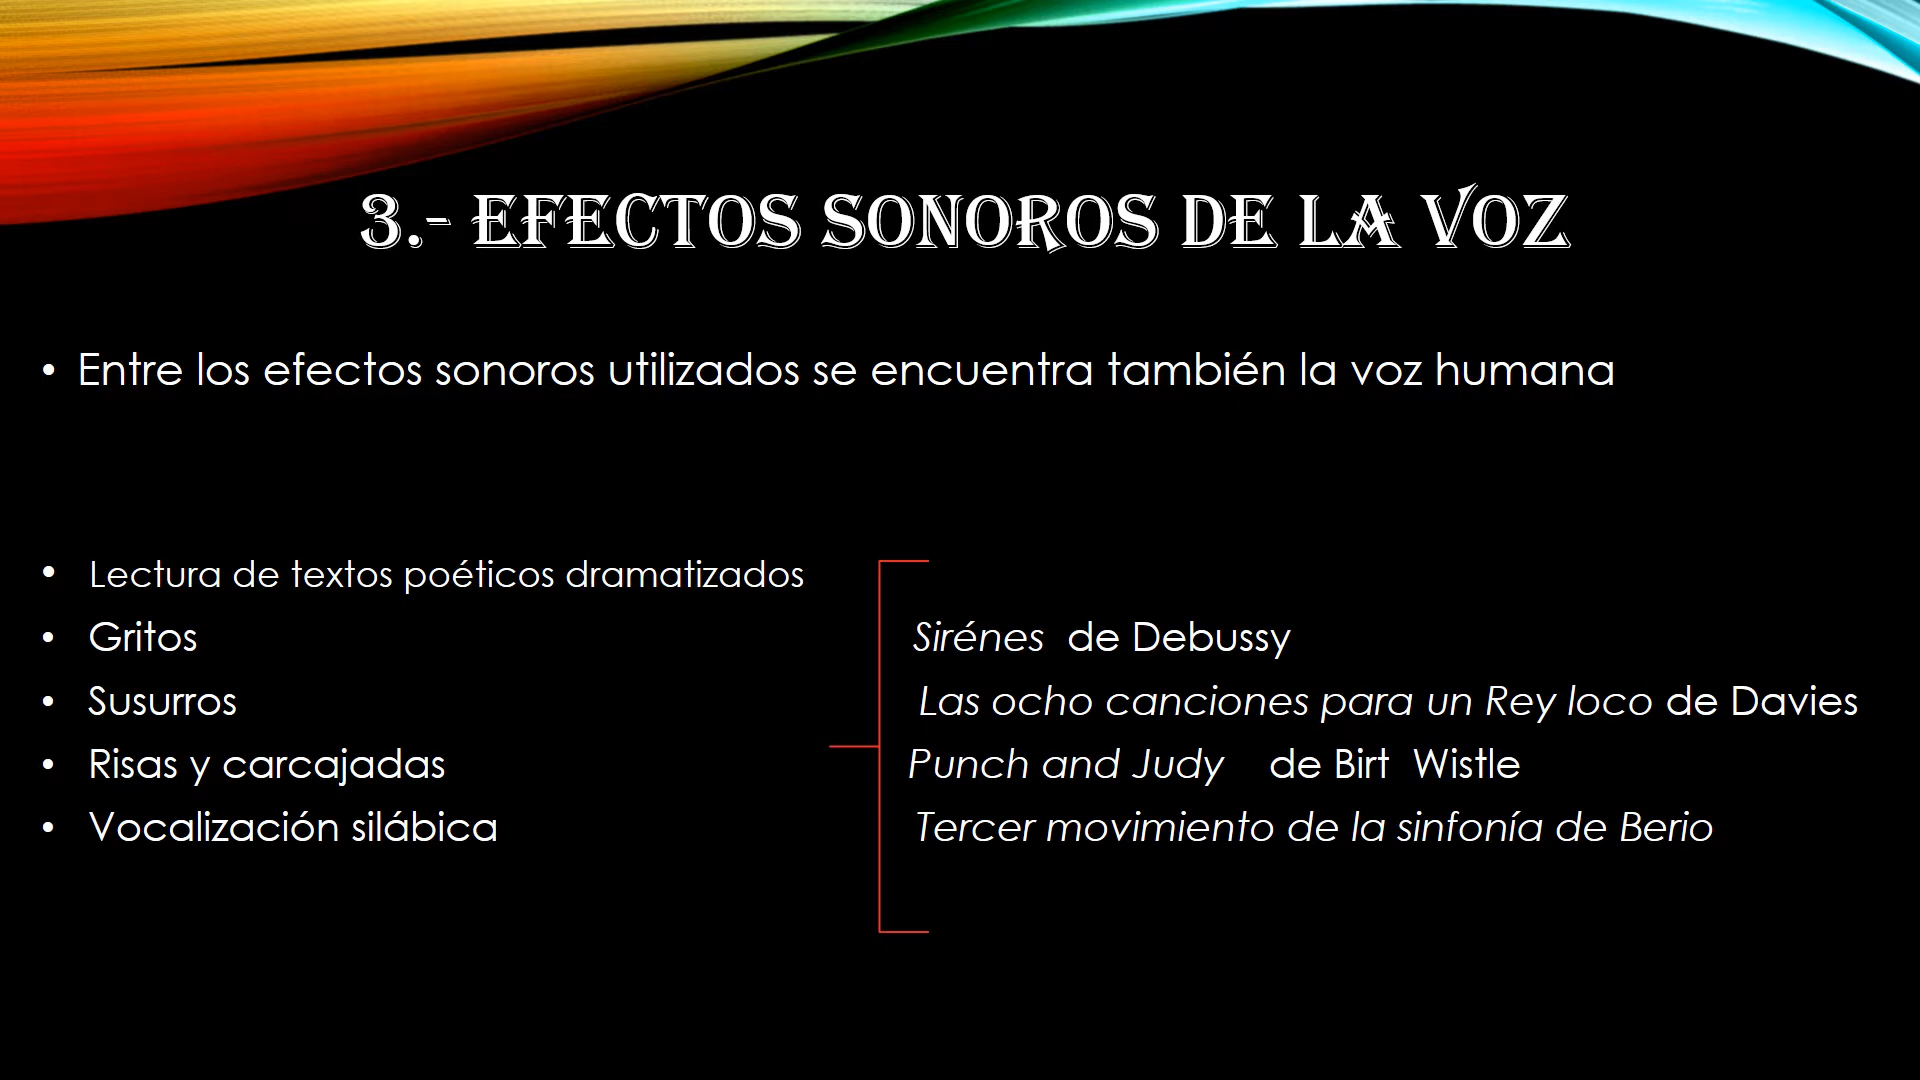 3.- EFECTOS SONOROS DE LA VOZ
• Entre los efectos sonoros utilizados se encuentra también la voz humana
• Lectura de textos poéticos dramatizados
• Gritos
• Susurros
• Risas y carcajadas
• Vocalización silábica
Sirénes de Debussy
Las ocho canciones para un Rey loco de Davies
Punch and Judy de Birt Wistle
Tercer movimiento de la sinfonía de Berio